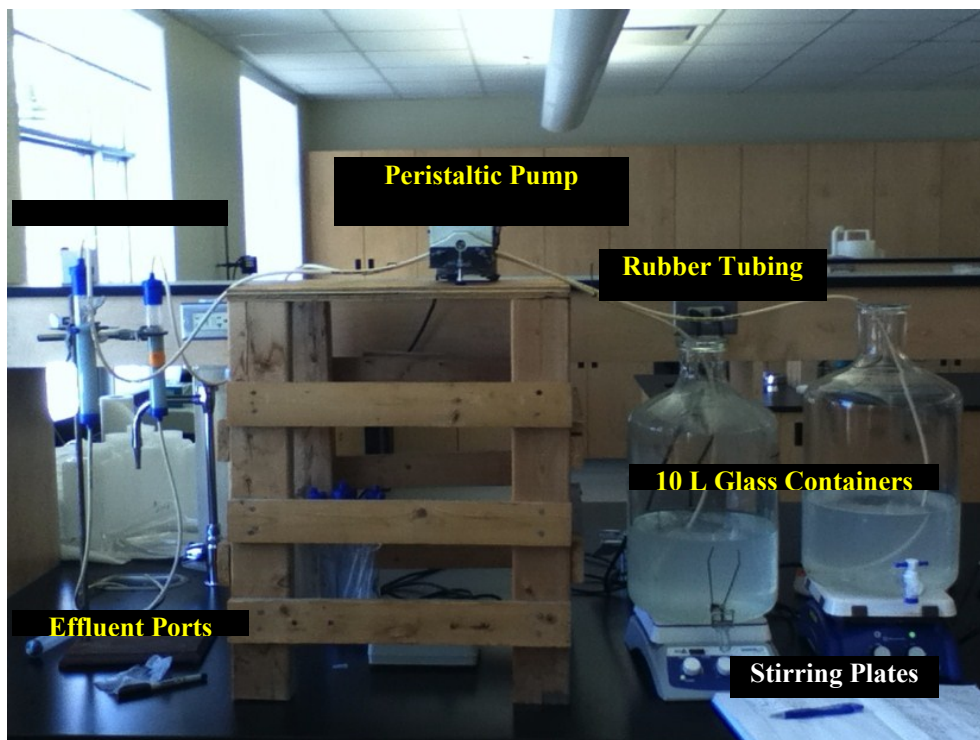 Peristaltic Pump
Rubber Tubing
10 L Glass Containers
Effluent Ports
Stirring Plates